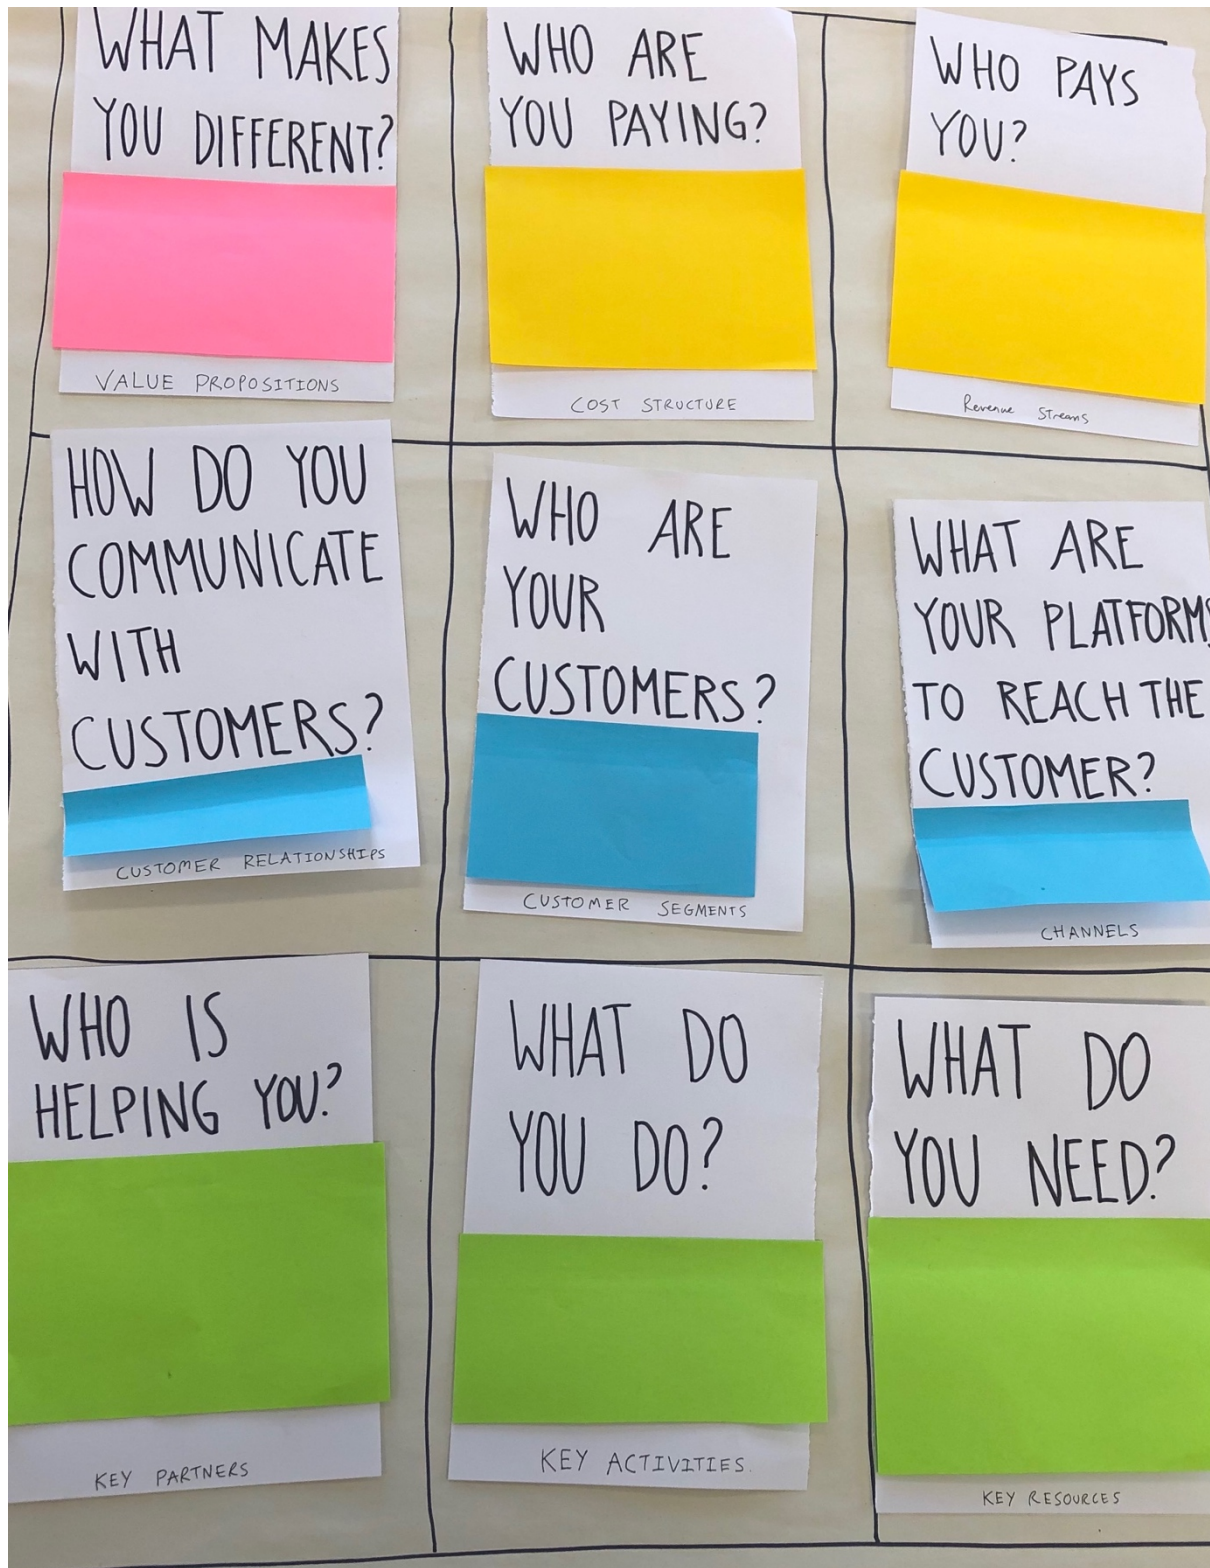 WHAT MAKES
YOU DIFFERENT?
VALUE PROPOSITIONS
WHO ARE
YOU PAYING?
COST STRUCTURE
WHO PAYS
YOU?
Revenue Streams
HOW DO YOU
COMMUNICATE
WITH
CUSTOMERS?
CUSTOMER RELATIONSHIPS
WHO ARE
YOUR
CUSTOMERS?
CUSTOMER SEGMENTS
WHAT ARE
YOUR PLATFORMS
TO REACH THE
CUSTOMER?
CHANNELS
WHO IS
HELPING YOU?
KEY PARTNERS
WHAT DO
YOU DO?
KEY ACTIVITIES
WHAT DO
YOU NEED?
KEY RESOURCES